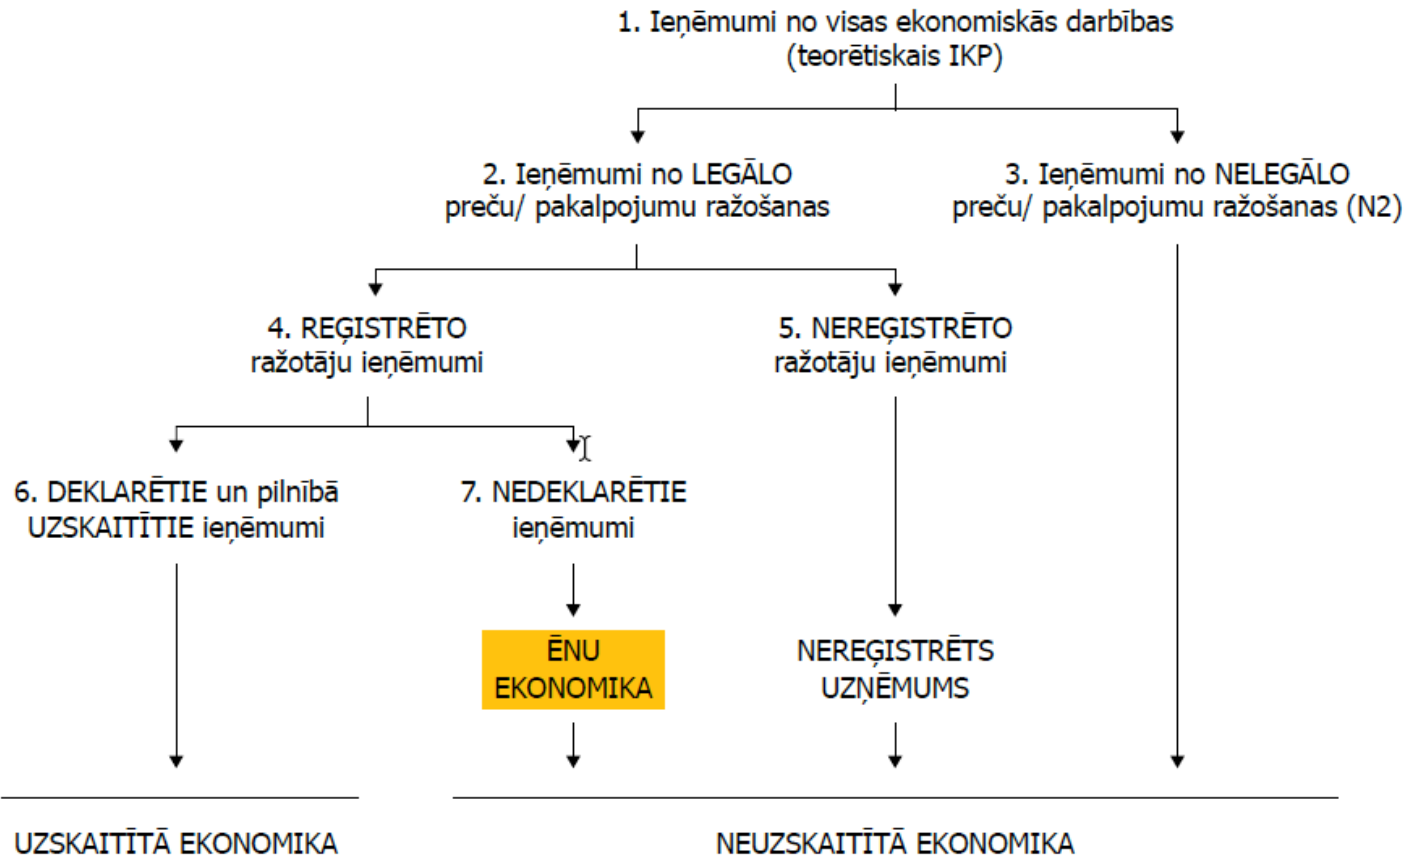 1. Ieņēmumi no visas ekonomiskās darbības
(teorētiskais IKP)
2. Ieņēmumi no LEGĀLO
preču/ pakalpojumu ražošanas
3. Ieņēmumi no NELEGĀLO
preču/ pakalpojumu ražošanas (N2)
4. REĢISTRĒTO
ražotāju ieņēmumi
5. NEREĢISTRĒTO
ražotāju ieņēmumi
6. DEKLARĒTIE un pilnībā
UZSKAITĪTIE ieņēmumi
7. NEDEKLARĒTIE
ieņēmumi
ĒNU
EKONOMIKA
NEREĢISTRĒTS
UZŅĒMUMS
UZSKAITĪTĀ EKONOMIKA
NEUZSKAITĪTĀ EKONOMIKA